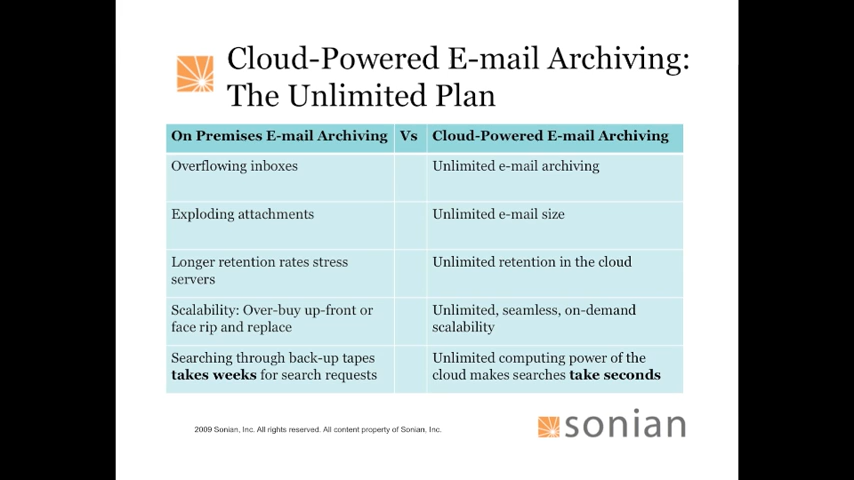 Cloud-Powered E-mail Archiving:
The Unlimited Plan
On Premises E-mail Archiving Vs Cloud-Powered E-mail Archiving
Overflowing inboxes Unlimited e-mail archiving
Exploding attachments Unlimited e-mail size
Longer retention rates stress Unlimited retention in the cloud
servers
Scalability: Over-buy up-front or Unlimited, seamless, on-demand
face rip and replace scalability
Searching through back-up tapes Unlimited computing power of the
takes weeks for search requests cloud makes searches take seconds
2009 Sonian, Inc. All rights reserved. All content property of Sonian, Inc.
sonian